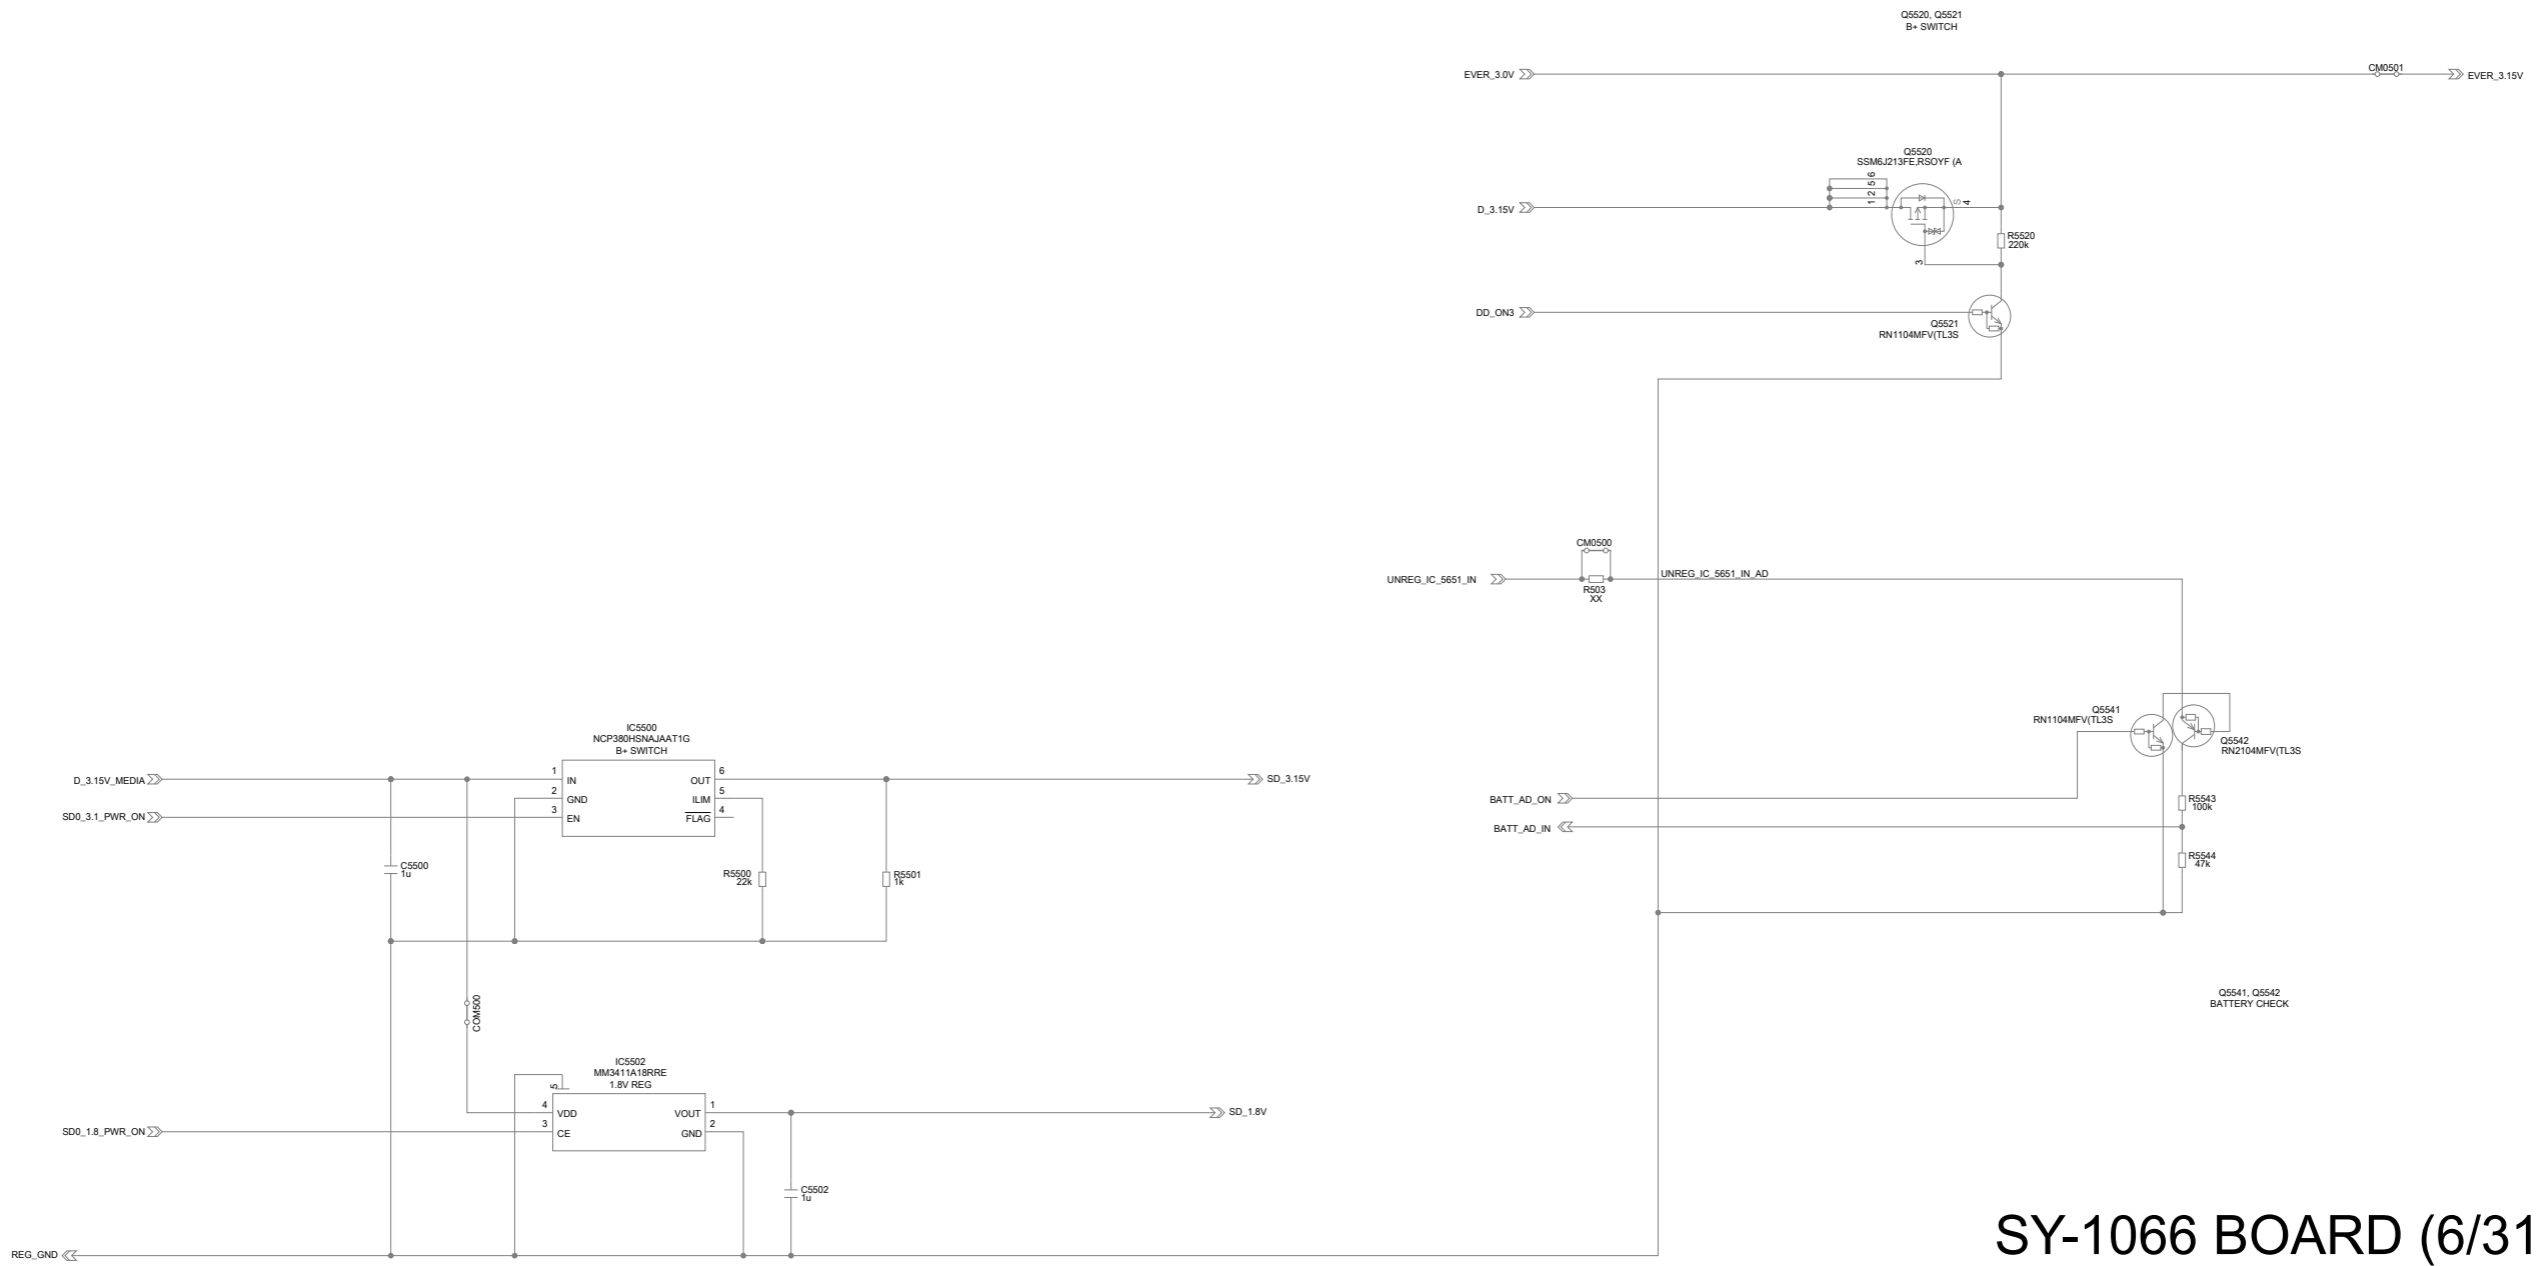 Q5520, Q5521
B+ SWITCH
EVER_3.0V
CM0501
EVER_3.15V
Q5520
SSM6J213FE,RSOYF (A
1 2 5 6
D_3.15V
S
4
R5520
220k
3
DD_ON3
Q5521
RN1104MFV(TL3S
CM0500
UNREG_IC_5651_IN
UNREG_IC_5651_IN_AD
R503
XX
Q5541
RN1104MFV(TL3S
Q5542
RN2104MFV(TL3S
BATT_AD_ON
R5543
100k
BATT_AD_IN
R5544
47k
Q5541, Q5542
BATTERY CHECK
IC5500
NCP380HSNAJAAT1G
B+ SWITCH
D_3.15V_MEDIA
1
IN
OUT
6
SD_3.15V
2
GND
ILIM
5
SD0_3.1_PWR_ON
3
EN
FLAG
4
C5500
1u
R5500
22k
R5501
1k
COM500
IC5502
MM3411A18RRE
1.8V REG
5
4
VDD
VOUT
1
SD_1.8V
SD0_1.8_PWR_ON
3
CE
GND
2
C5502
1u
REG_GND
SY-1066 BOARD (6/31